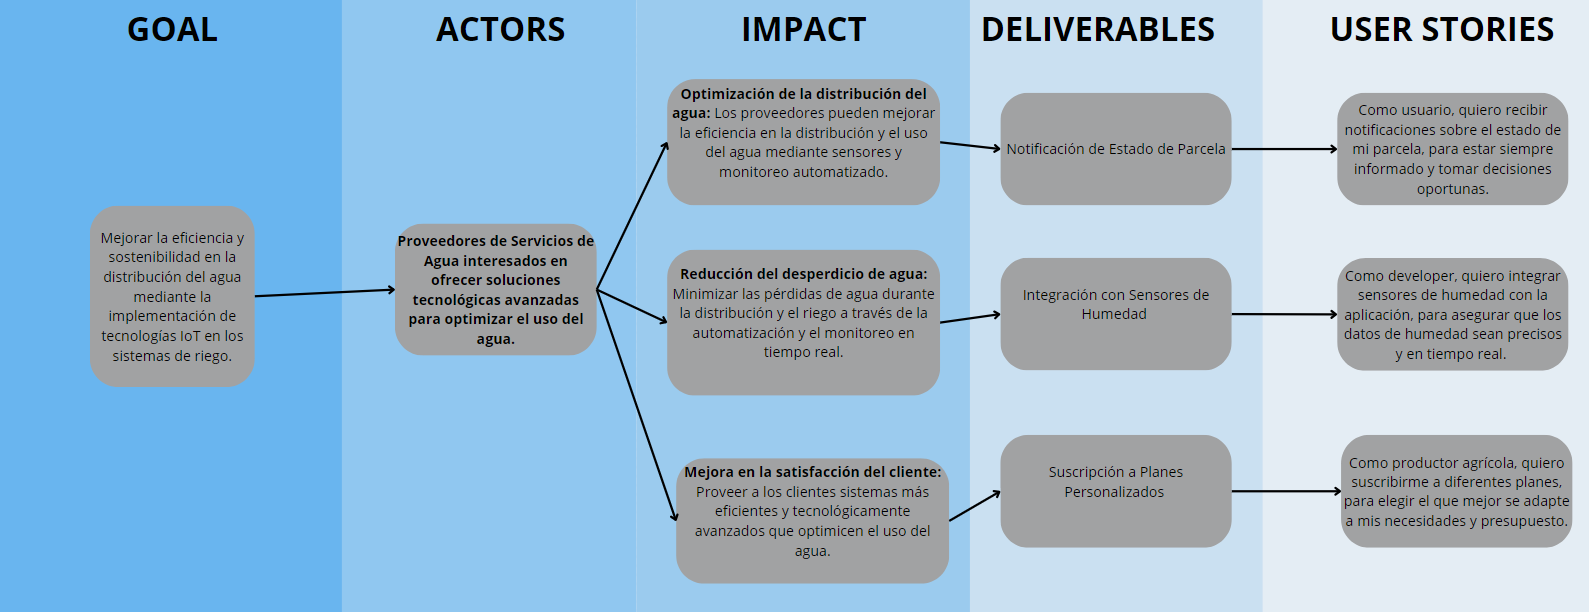 GOAL
ACTORS
IMPACT
DELIVERABLES
USER STORIES
Mejorar la eficiencia y
sostenibilidad en la
distribución del agua
mediante la
implementación de
tecnologías IoT en los
sistemas de riego.
Proveedores de Servicios de
Agua interesados en
ofrecer soluciones
tecnológicas avanzadas
para optimizar el uso del
agua.
Optimización de la distribución del
agua: Los proveedores pueden mejorar
la eficiencia en la distribución y el uso
del agua mediante sensores y
monitoreo automatizado.
Notificación de Estado de Parcela
Como usuario, quiero recibir
notificaciones sobre el estado de
mi parcela, para estar siempre
informado y tomar decisiones
oportunas.
Reducción del desperdicio de agua:
Minimizar las pérdidas de agua durante
la distribución y el riego a través de la
automatización y el monitoreo en
tiempo real.
Integración con Sensores de
Humedad
Como developer, quiero integrar
sensores de humedad con la
aplicación, para asegurar que los
datos de humedad sean precisos
y en tiempo real.
Mejora en la satisfacción del cliente:
Proveer a los clientes sistemas más
eficientes y tecnológicamente
avanzados que optimicen el uso del
agua.
Suscripción a Planes
Personalizados
Como productor agrícola, quiero
suscribirme a diferentes planes,
para elegir el que mejor se adapte
a mis necesidades y presupuesto.